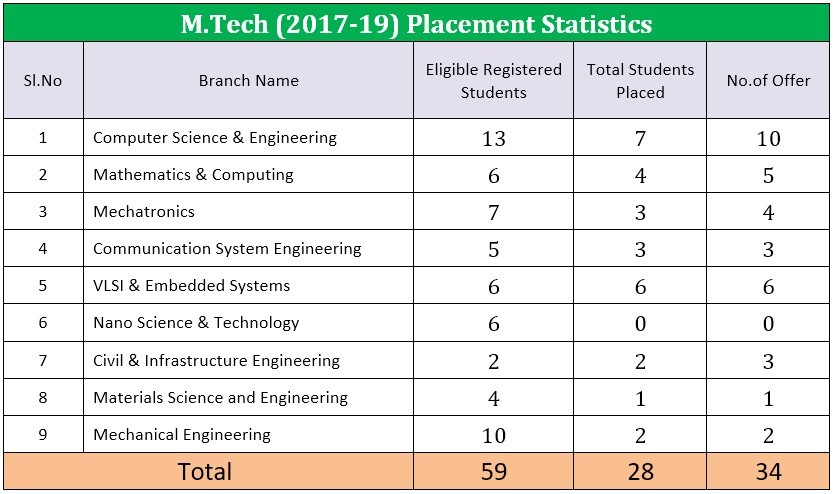 M.Tech (2017-19) Placement Statistics
Sl.No Branch Name Eligible Registered Students Total Students Placed No.of Offer
1 Computer Science & Engineering 13 7 10
2 Mathematics & Computing 6 4 5
3 Mechatronics 7 3 4
4 Communication System Engineering 5 3 3
5 VLSI & Embedded Systems 6 6 6
6 Nano Science & Technology 6 0 0
7 Civil & Infrastructure Engineering 2 2 3
8 Materials Science and Engineering 4 1 1
9 Mechanical Engineering 10 2 2
Total 59 28 34